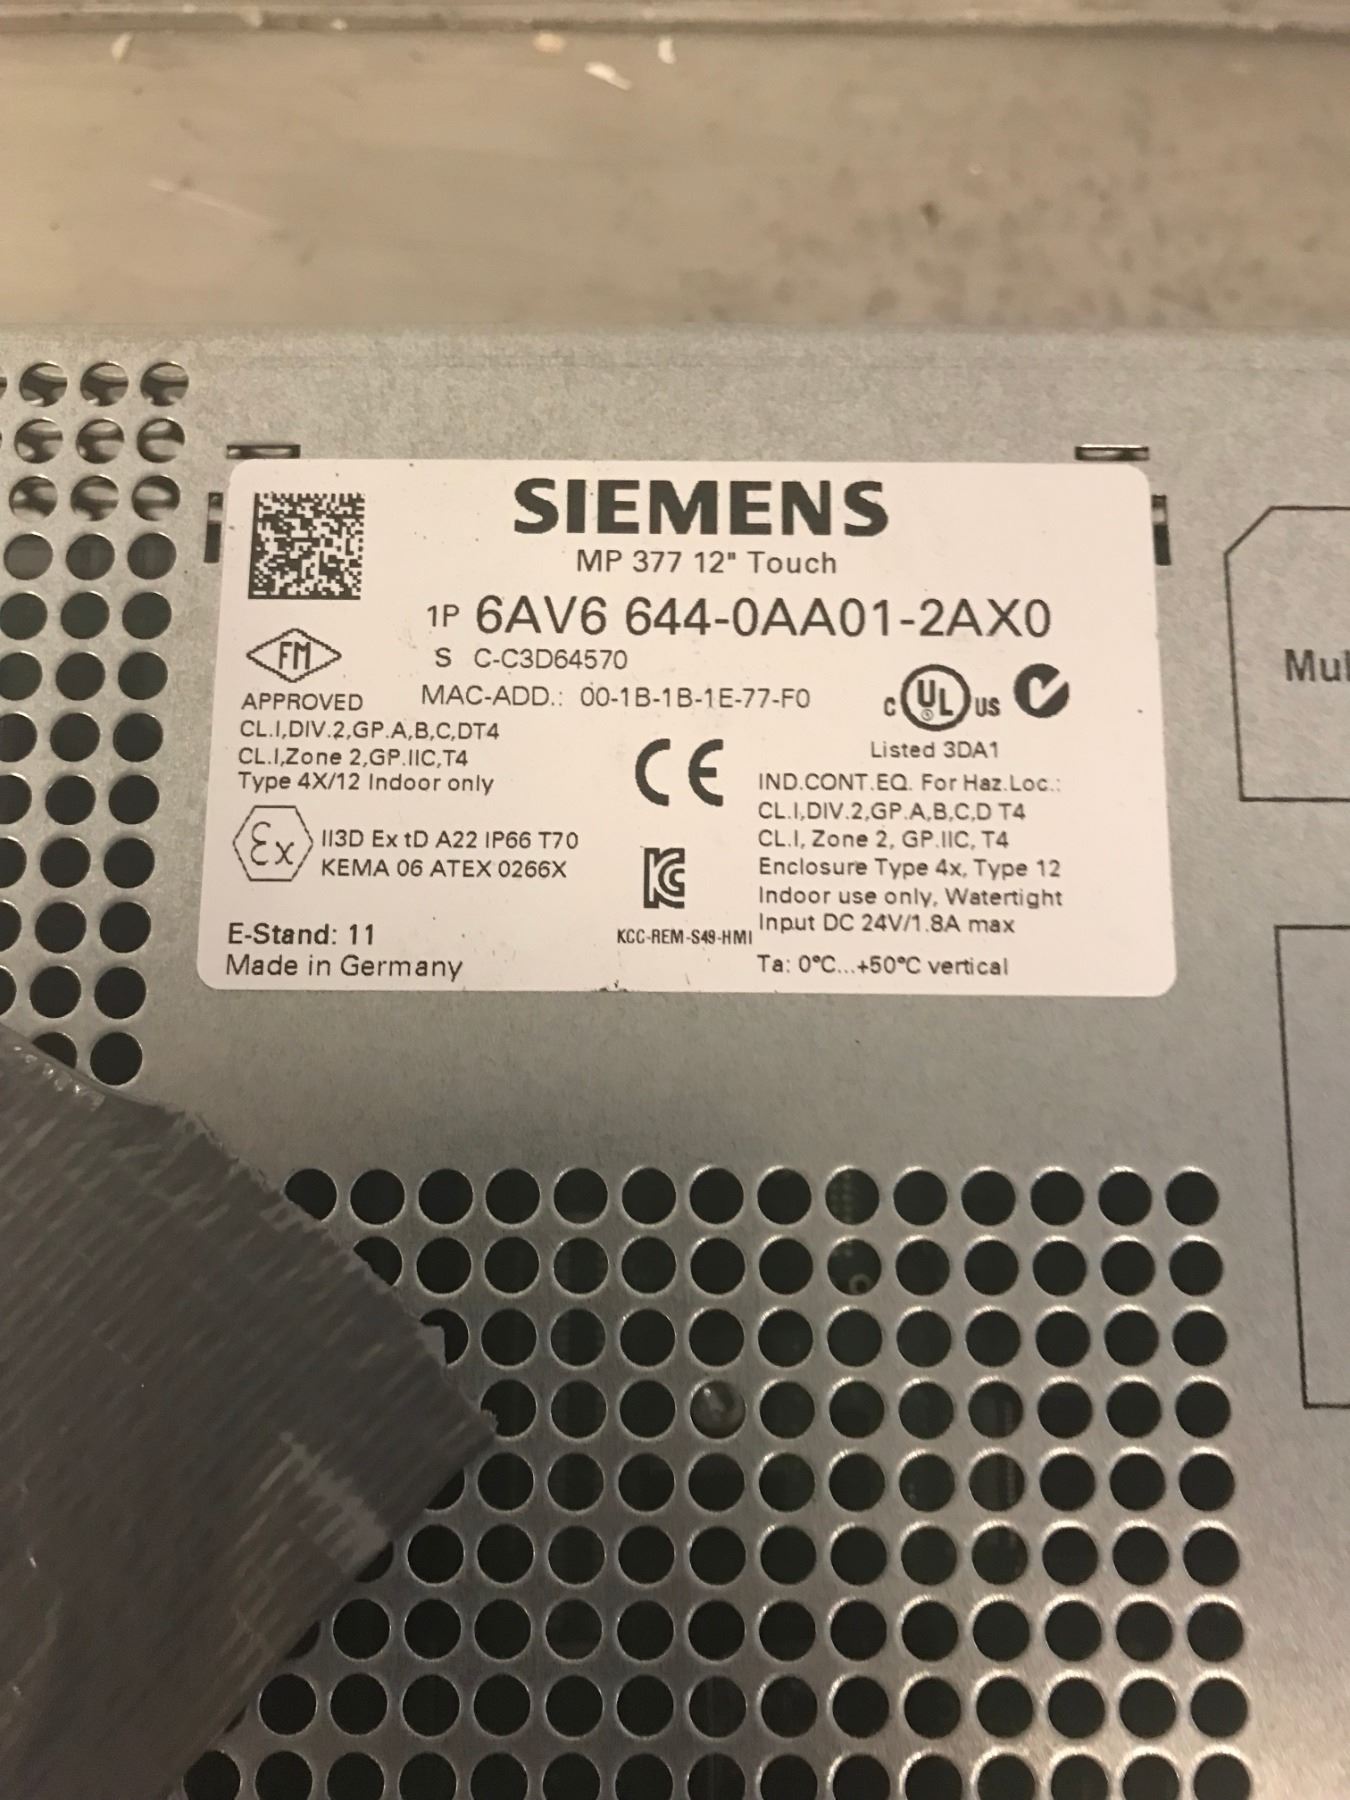 SIEMENS
MP 377 12" Touch
1P 6AV6 644-0AA01-2AX0
S C-C3D64570
MAC-ADD.: 00-1B-1B-1E-77-F0
FM
APPROVED
CL.I,DIV.2,GP.A,B,C,DT4
CL.I,Zone 2,GP.IIC,T4
Type 4X/12 Indoor only
Ex II3D Ex tD A22 IP66 T70
KEMA 06 ATEX 0266X
E-Stand: 11
Made in Germany
CE
KC
KCC-REM-S49-HMI
C UL US
Listed 3DA1
IND.CONT.EQ. For Haz.Loc.:
CL.I,DIV.2,GP.A,B,C,D T4
CL.I, Zone 2, GP.IIC, T4
Enclosure Type 4x, Type 12
Indoor use only, Watertight
Input DC 24V/1.8A max
Ta: 0°C...+50°C vertical
Mul